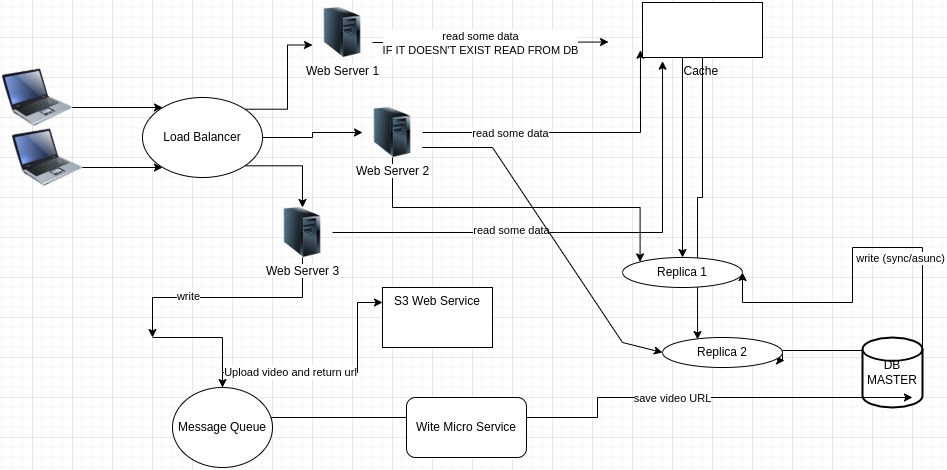 read some data
IF IT DOESN'T EXIST READ FROM DB
Web Server 1
Cache
Load Balancer
read some data
Web Server 2
read some data
Web Server 3
Replica 1
write (sync/asunc)
write
S3 Web Service
Replica 2
DB
MASTER
Upload video and return url
save video URL
Message Queue
Wite Micro Service